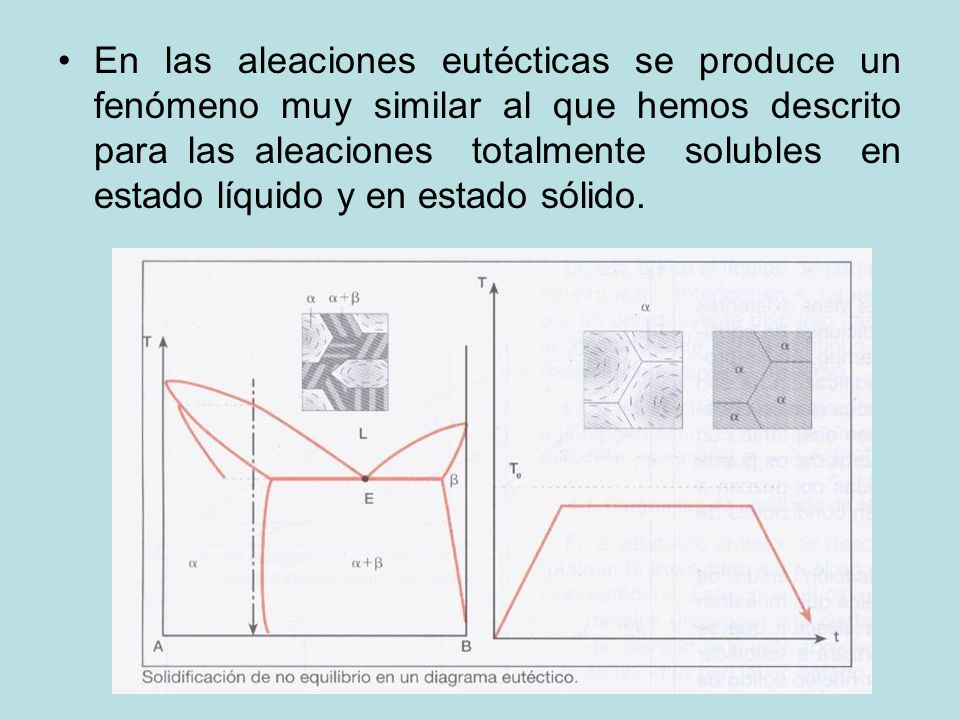 • En las aleaciones eutécticas se produce un
fenómeno muy similar al que hemos descrito
para las aleaciones totalmente solubles en
estado líquido y en estado sólido.
α α+β
T
L
E
β
α
α+β
A
B
T
α
α
α
α
α
Te
t
Solidificación de no equilibrio en un diagrama eutéctico.